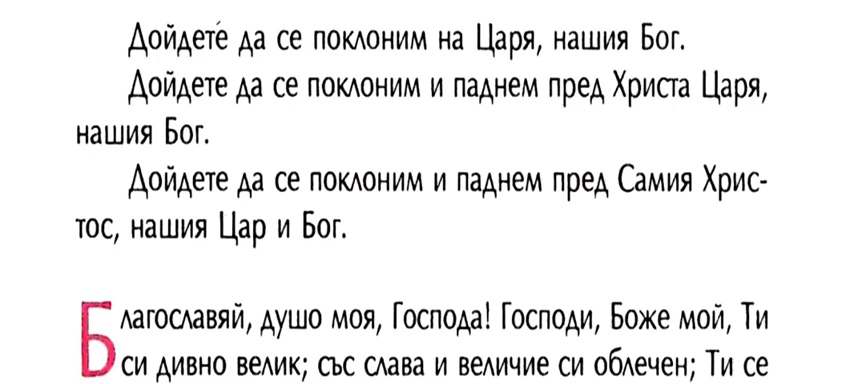 Дойдете да се поклоним на Царя, нашия Бог.
Дойдете да се поклоним и паднем пред Христа Царя,
нашия Бог.
Дойдете да се поклоним и паднем пред Самия Хрис-
тос, нашия Цар и Бог.
Благославяй, душо моя, Господа! Господи, Боже мой, Ти
си дивно велик; със слава и величие си облечен; Ти се